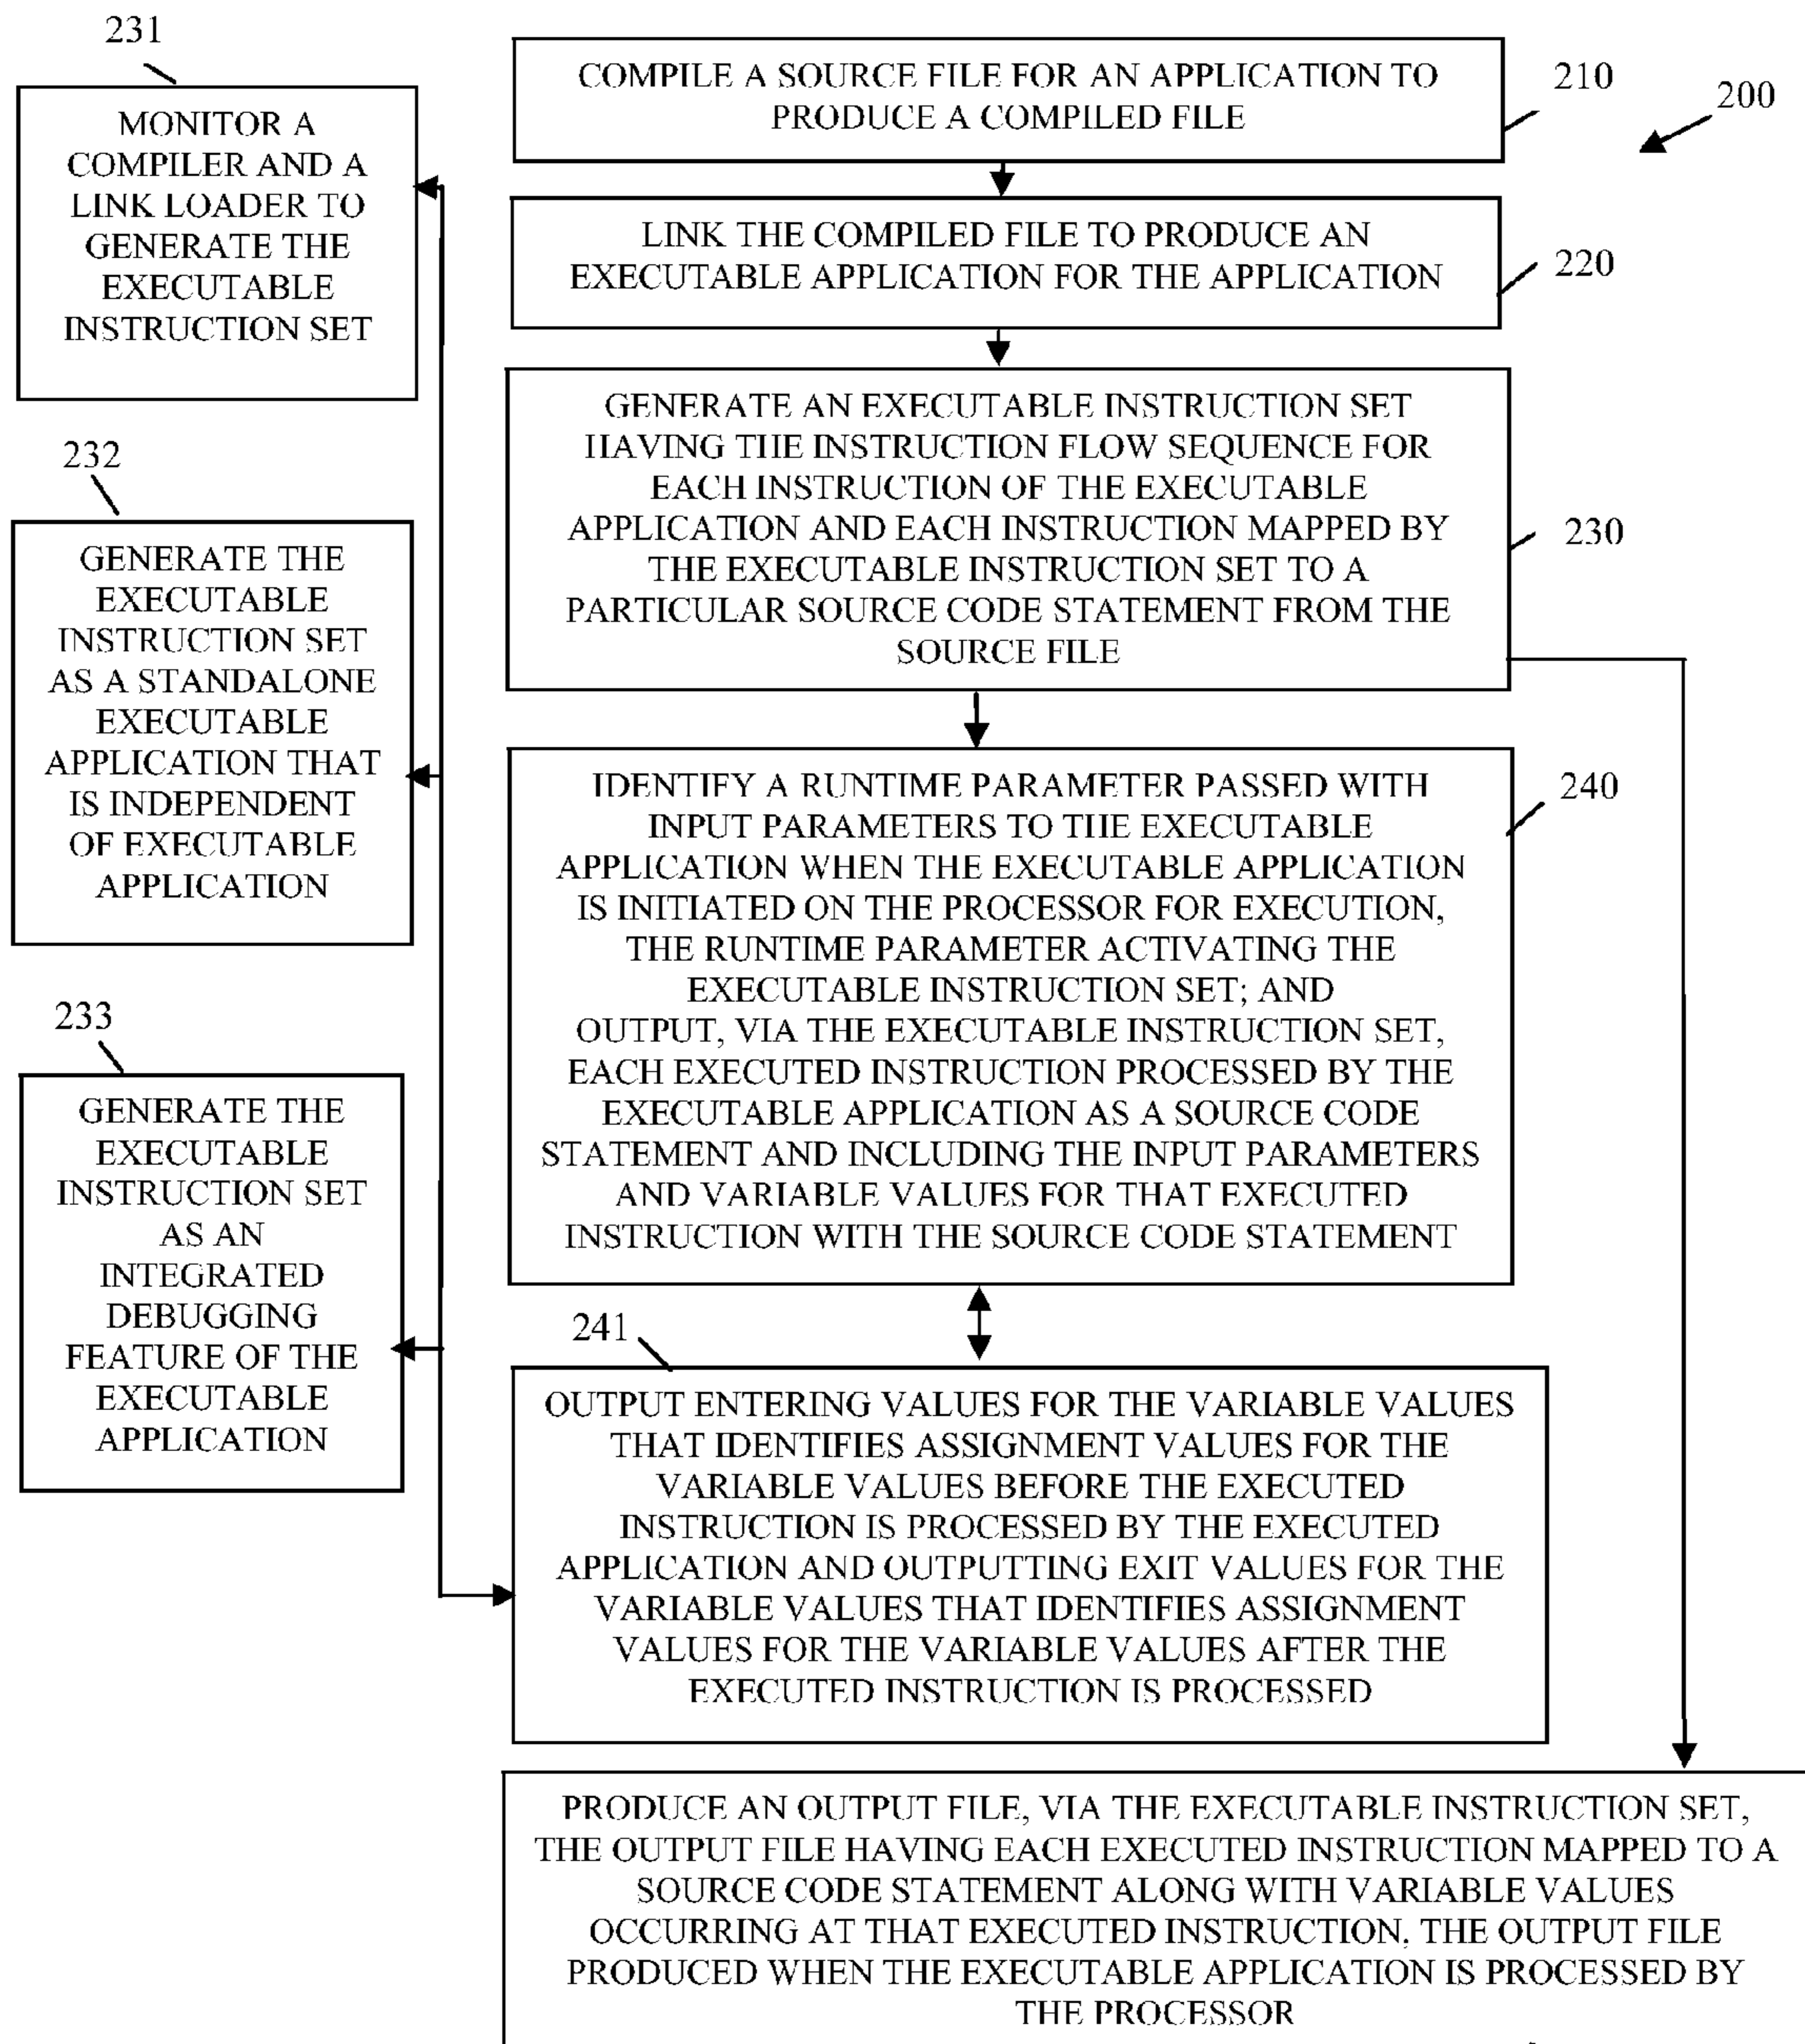 231
MONITOR A
COMPILER AND A
LINK LOADER TO
GENERATE THE
EXECUTABLE
INSTRUCTION SET
232
GENERATE THE
EXECUTABLE
INSTRUCTION SET
AS A STANDALONE
EXECUTABLE
APPLICATION THAT
IS INDEPENDENT
OF EXECUTABLE
APPLICATION
233
GENERATE THE
EXECUTABLE
INSTRUCTION SET
AS AN
INTEGRATED
DEBUGGING
FEATURE OF THE
EXECUTABLE
APPLICATION
COMPILE A SOURCE FILE FOR AN APPLICATION TO
PRODUCE A COMPILED FILE
210
200
LINK THE COMPILED FILE TO PRODUCE AN
EXECUTABLE APPLICATION FOR THE APPLICATION
220
GENERATE AN EXECUTABLE INSTRUCTION SET
HAVING THE INSTRUCTION FLOW SEQUENCE FOR
EACH INSTRUCTION OF THE EXECUTABLE
APPLICATION AND EACH INSTRUCTION MAPPED BY
THE EXECUTABLE INSTRUCTION SET TO A
PARTICULAR SOURCE CODE STATEMENT FROM THE
SOURCE FILE
230
IDENTIFY A RUNTIME PARAMETER PASSED WITH
INPUT PARAMETERS TO THE EXECUTABLE
APPLICATION WHEN THE EXECUTABLE APPLICATION
IS INITIATED ON THE PROCESSOR FOR EXECUTION,
THE RUNTIME PARAMETER ACTIVATING THE
EXECUTABLE INSTRUCTION SET; AND
OUTPUT, VIA THE EXECUTABLE INSTRUCTION SET,
EACH EXECUTED INSTRUCTION PROCESSED BY THE
EXECUTABLE APPLICATION AS A SOURCE CODE
STATEMENT AND INCLUDING THE INPUT PARAMETERS
AND VARIABLE VALUES FOR THAT EXECUTED
INSTRUCTION WITH THE SOURCE CODE STATEMENT
240
241
OUTPUT ENTERING VALUES FOR THE VARIABLE VALUES
THAT IDENTIFIES ASSIGNMENT VALUES FOR THE
VARIABLE VALUES BEFORE THE EXECUTED
INSTRUCTION IS PROCESSED BY THE EXECUTED
APPLICATION AND OUTPUTTING EXIT VALUES FOR THE
VARIABLE VALUES THAT IDENTIFIES ASSIGNMENT
VALUES FOR THE VARIABLE VALUES AFTER THE
EXECUTED INSTRUCTION IS PROCESSED
PRODUCE AN OUTPUT FILE, VIA THE EXECUTABLE INSTRUCTION SET,
THE OUTPUT FILE HAVING EACH EXECUTED INSTRUCTION MAPPED TO A
SOURCE CODE STATEMENT ALONG WITH VARIABLE VALUES
OCCURRING AT THAT EXECUTED INSTRUCTION, THE OUTPUT FILE
PRODUCED WHEN THE EXECUTABLE APPLICATION IS PROCESSED BY
THE PROCESSOR